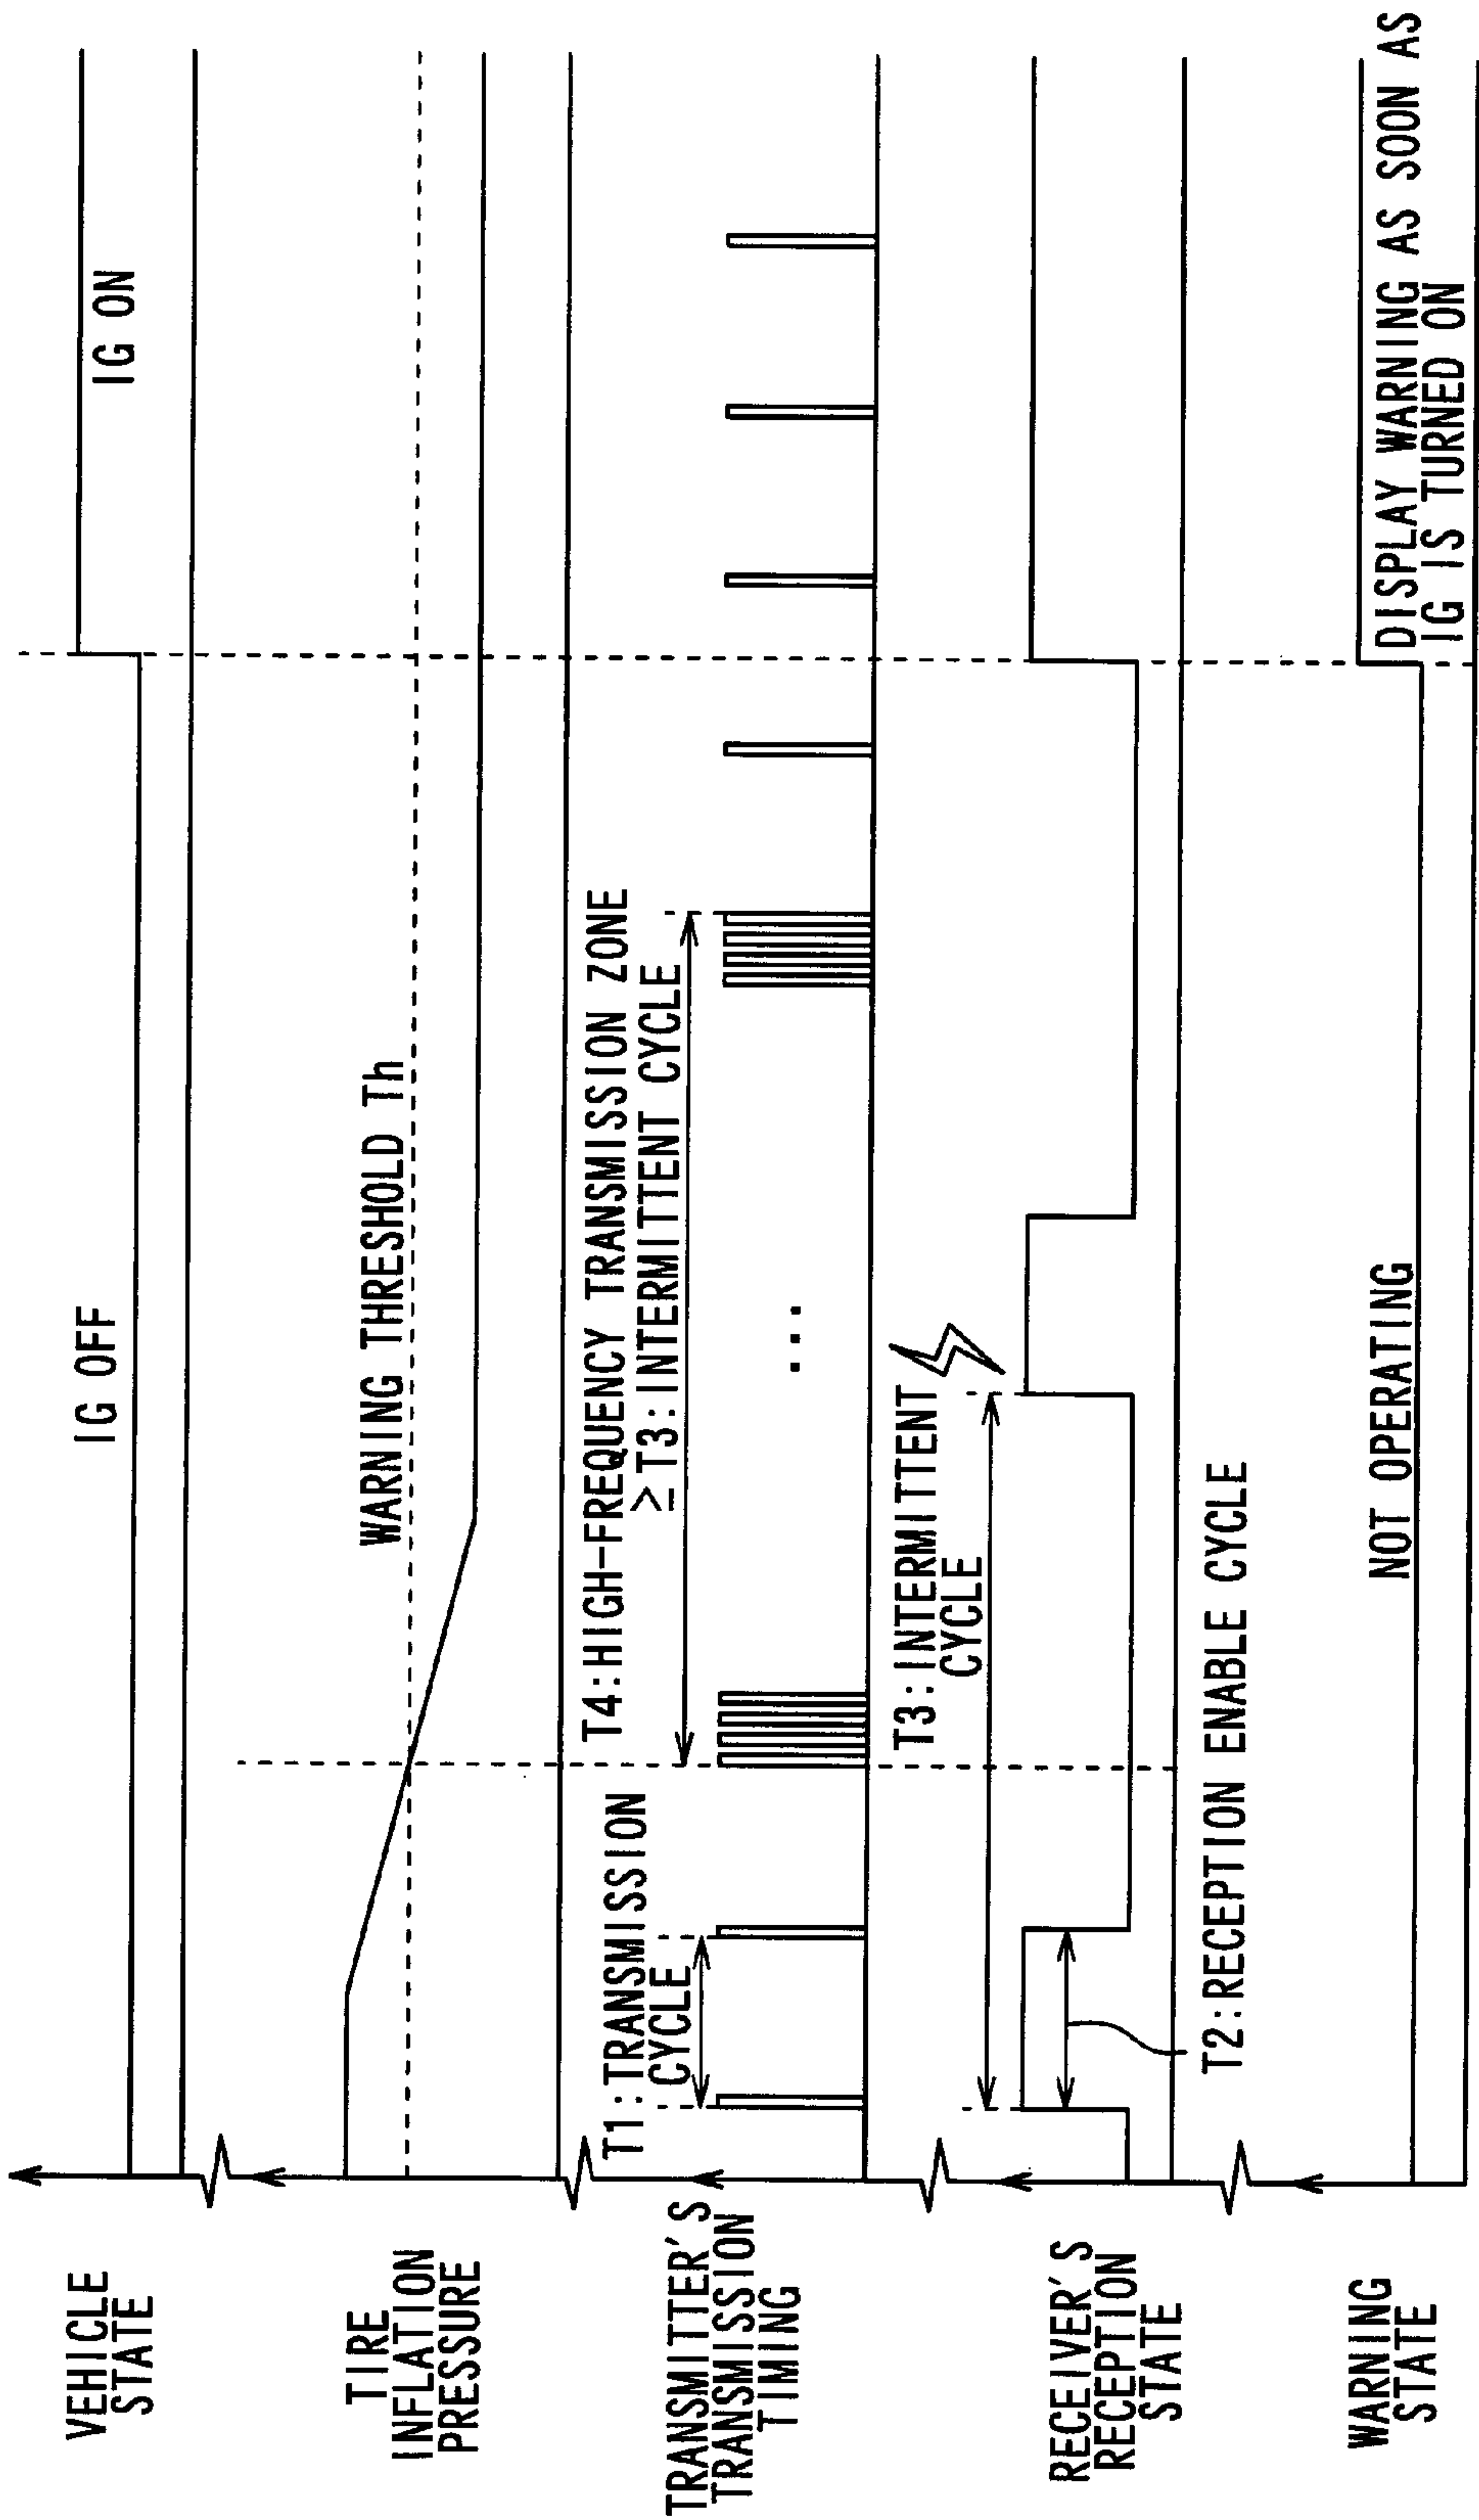 VEHICLE
STATE
IG OFF
IG ON
TIRE
INFLATION
PRESSURE
WARNING THRESHOLD Th
TRANSMITTER'S
TRANSMISSION
TIMING
T1:TRANSMISSION
CYCLE
T4:HIGH-FREQUENCY TRANSMISSION ZONE
≥T3:INTERMITTENT CYCLE
...
RECEIVER'S
RECEPTION
STATE
T3:INTERMITTENT
CYCLE
T2:RECEPTION ENABLE CYCLE
WARNING
STATE
NOT OPERATING
DISPLAY WARNING AS SOON AS
IG IS TURNED ON